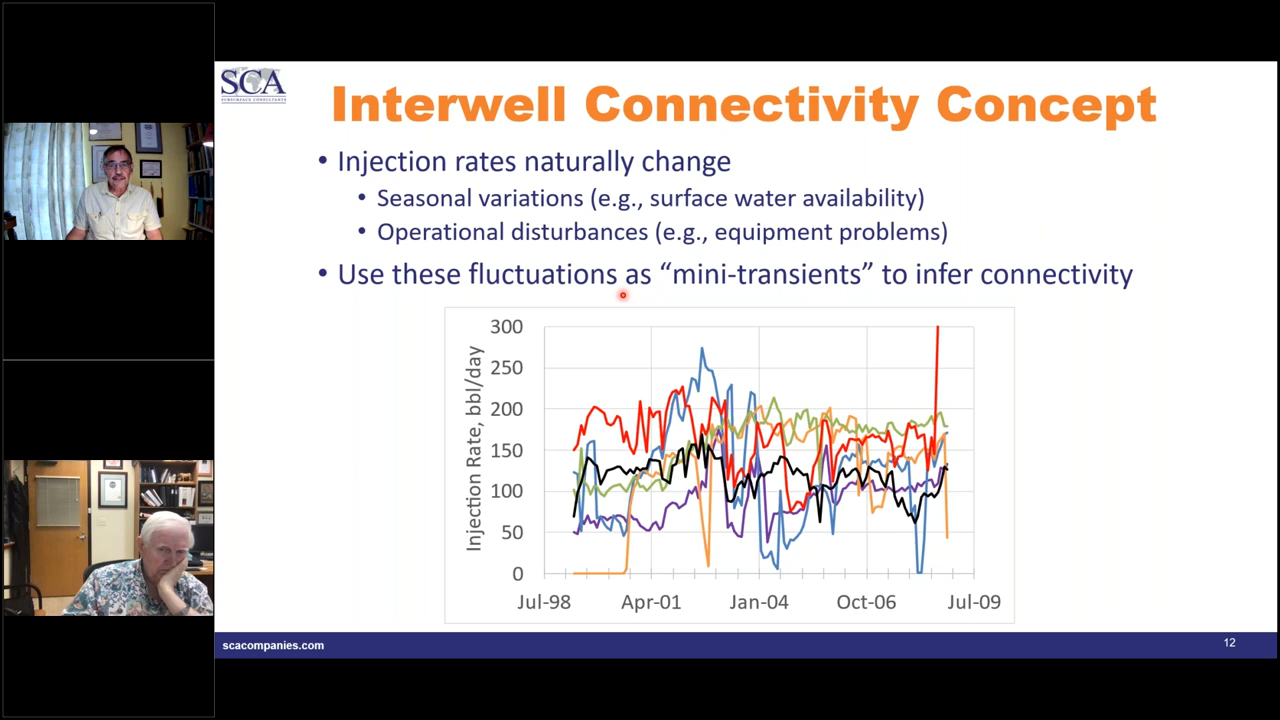 SCA
SUBSURFACE CONSULTANTS
Interwell Connectivity Concept
• Injection rates naturally change
• Seasonal variations (e.g., surface water availability)
• Operational disturbances (e.g., equipment problems)
• Use these fluctuations as “mini-transients” to infer connectivity
Injection Rate, bbl/day
300
250
200
150
100
50
0
Jul-98 Apr-01 Jan-04 Oct-06 Jul-09
scacompanies.com
12